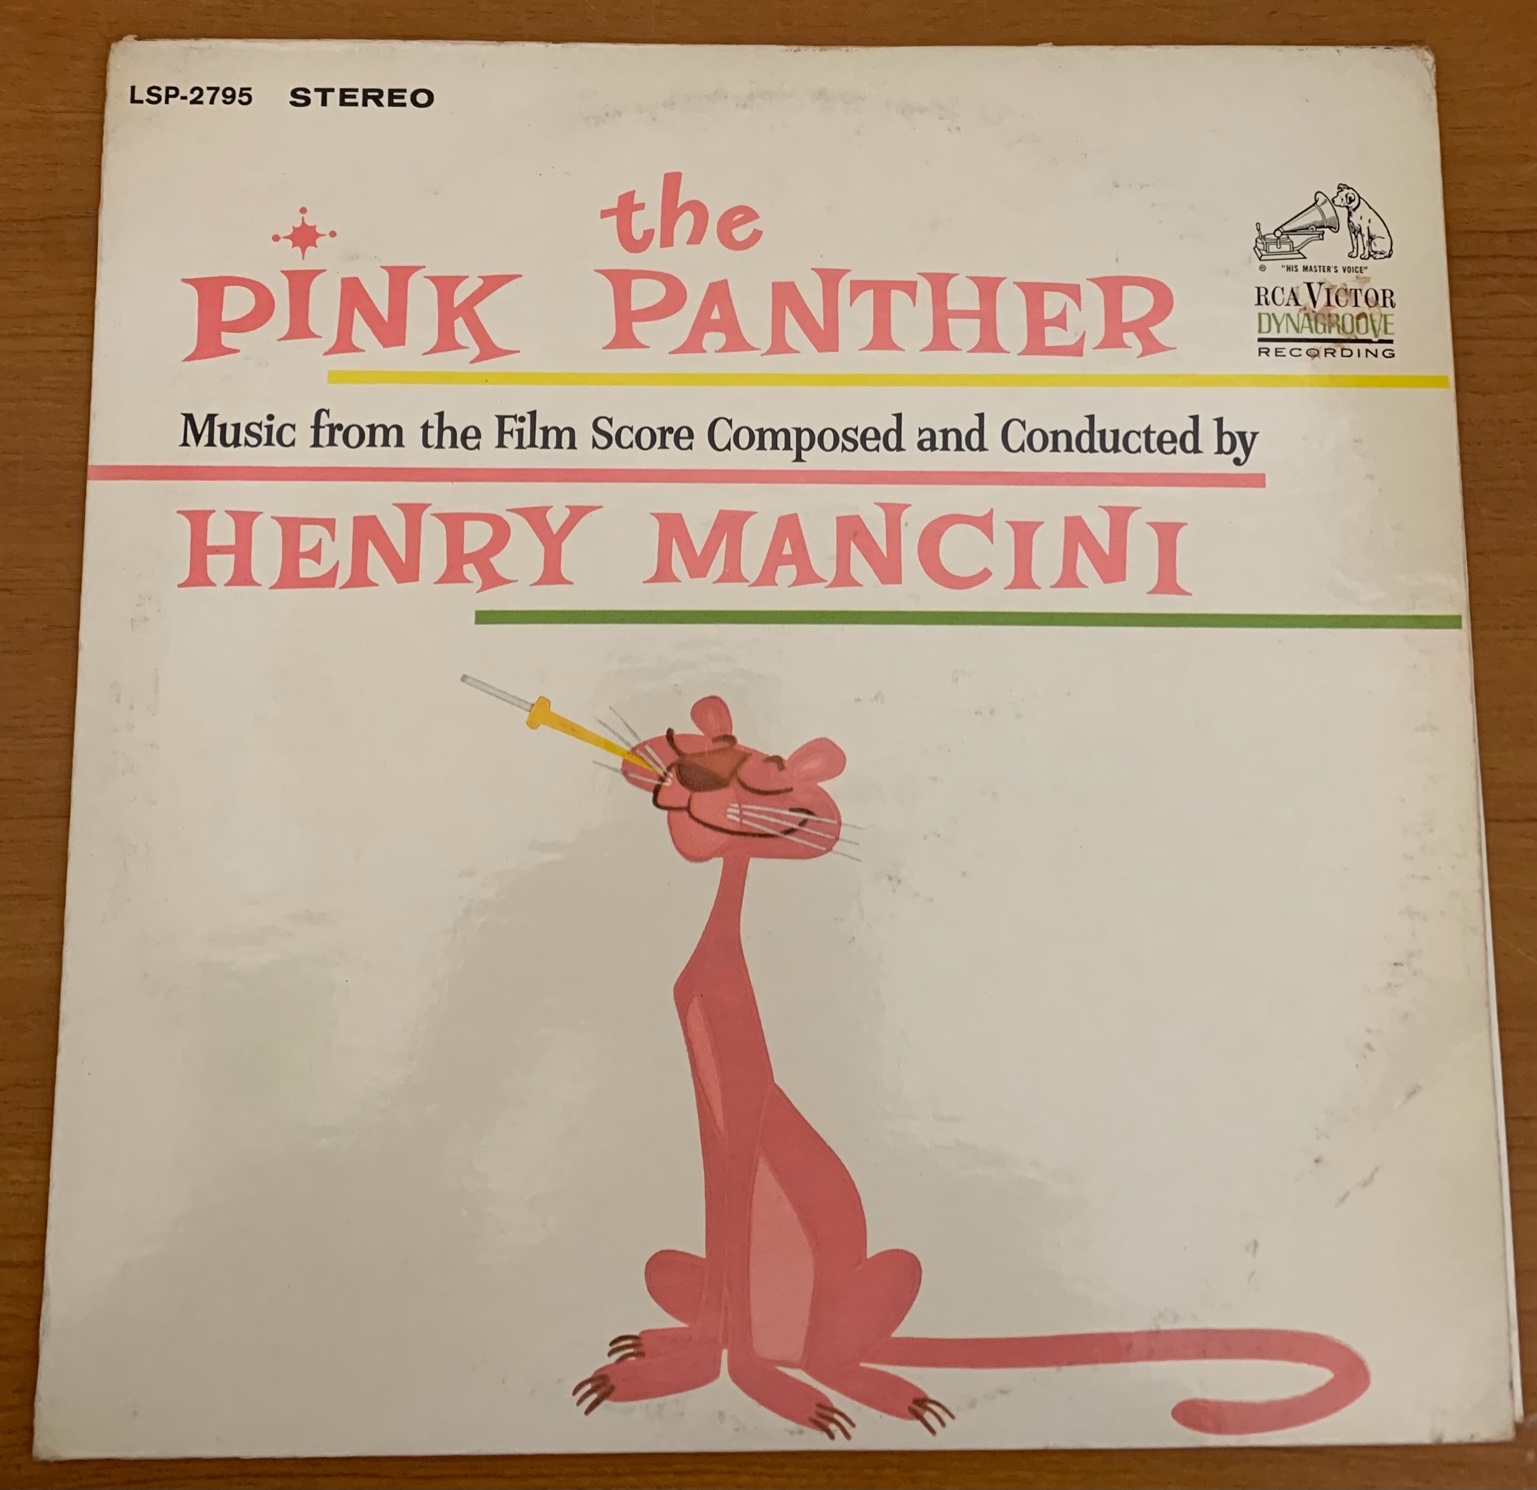 LSP-2795 STEREO
the
PINK PANTHER
© "HIS MASTER'S VOICE"
RCA VICTOR
DYNAGROOVE
RECORDING
Music from the Film Score Composed and Conducted by
HENRY MANCINI